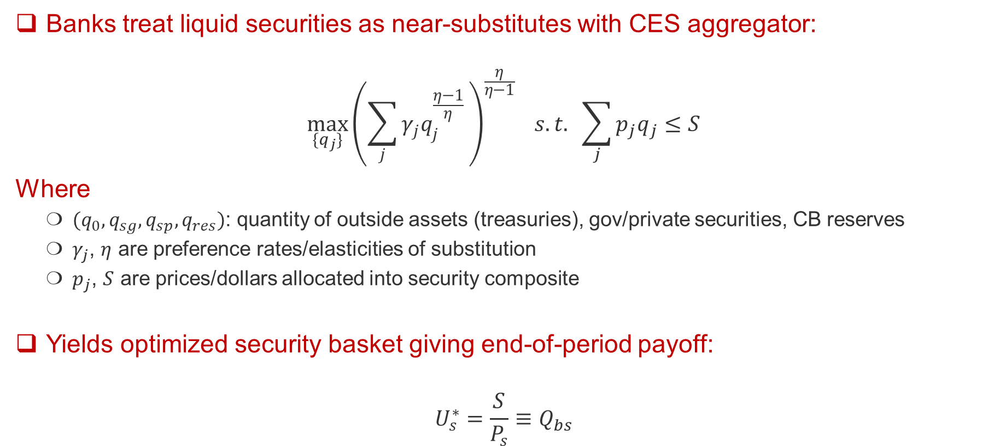 ❑ Banks treat liquid securities as near-substitutes with CES aggregator:
$\max_{\{q_j\}} \left( \sum_j \gamma_j q_j^{\frac{\eta-1}{\eta}} \right)^{\frac{\eta}{\eta-1}} \quad s.t. \sum_j p_j q_j \leq S$
Where
❍ $(q_0, q_{sg}, q_{sp}, q_{res})$: quantity of outside assets (treasuries), gov/private securities, CB reserves
❍ $\gamma_j, \eta$ are preference rates/elasticities of substitution
❍ $p_j, S$ are prices/dollars allocated into security composite
❑ Yields optimized security basket giving end-of-period payoff:
$U_s^* = \frac{S}{P_s} \equiv Q_{bs}$